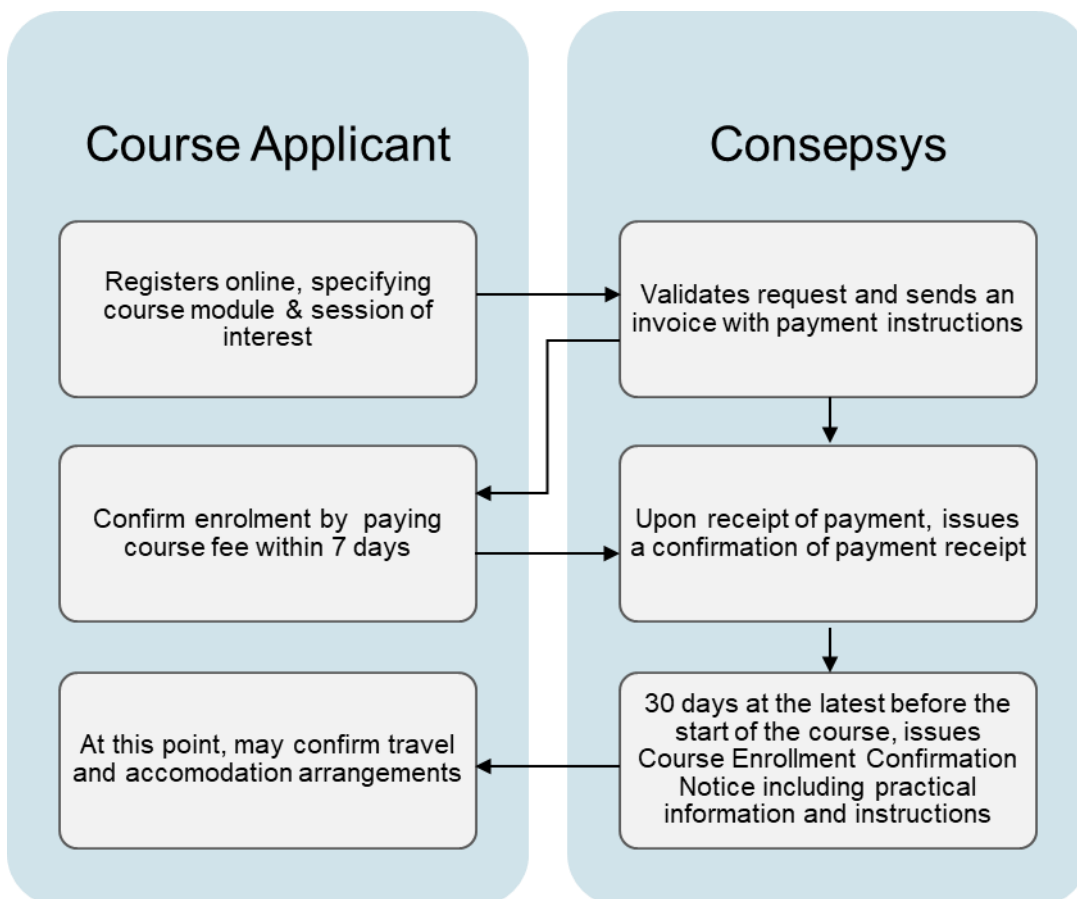 Course Applicant
Consepsys
Registers online, specifying
course module & session of
interest
Validates request and sends an
invoice with payment instructions
Confirm enrolment by paying
course fee within 7 days
Upon receipt of payment, issues
a confirmation of payment receipt
30 days at the latest before the
start of the course, issues
Course Enrollment Confirmation
Notice including practical
information and instructions
At this point, may confirm travel
and accomodation arrangements